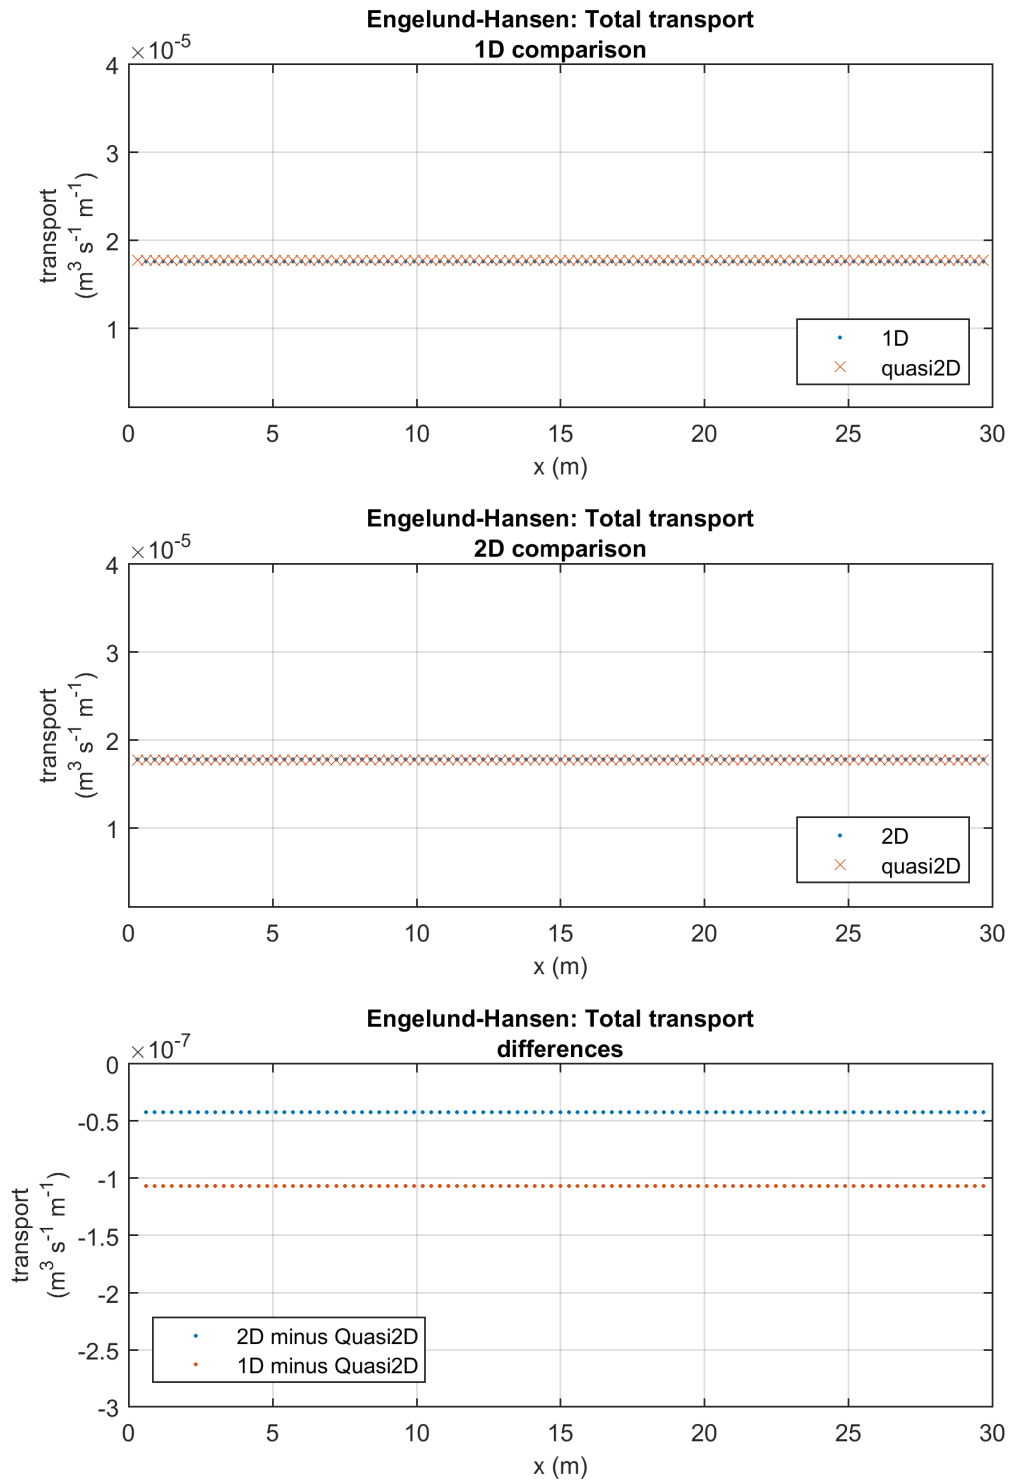 Engelund-Hansen: Total transport
1D comparison
×10⁻⁵
4
3
2
1
transport
(m³ s⁻¹ m⁻¹)
1D
quasi2D
0 5 10 15 20 25 30
x (m)
Engelund-Hansen: Total transport
2D comparison
×10⁻⁵
4
3
2
1
transport
(m³ s⁻¹ m⁻¹)
2D
quasi2D
0 5 10 15 20 25 30
x (m)
Engelund-Hansen: Total transport
differences
×10⁻⁷
0
-0.5
-1
-1.5
-2
-2.5
-3
transport
(m³ s⁻¹ m⁻¹)
2D minus Quasi2D
1D minus Quasi2D
0 5 10 15 20 25 30
x (m)